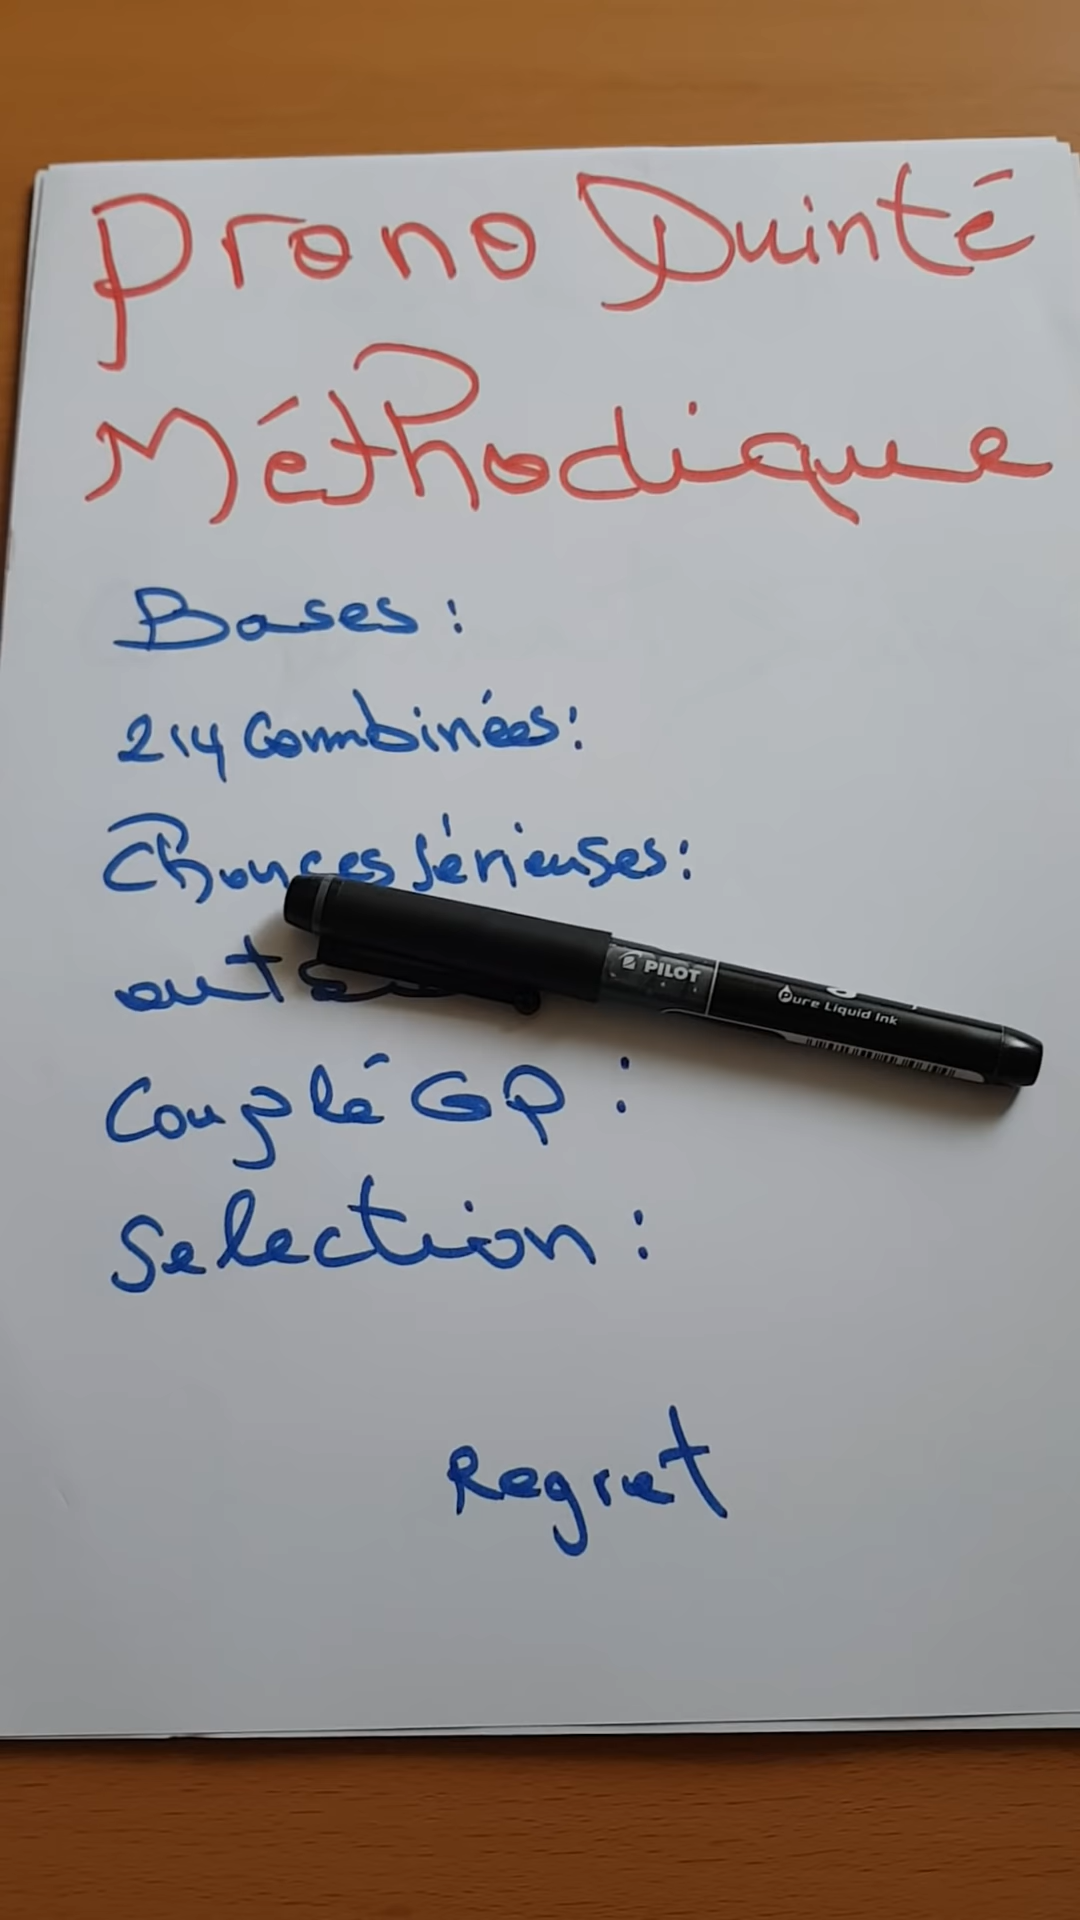 Prono Quinté
Méthodique
Bases :
2/4 Combinées :
Chances sérieuses :
PILOT
Pure Liquid Ink
Couplé GP :
Selection :
Regret